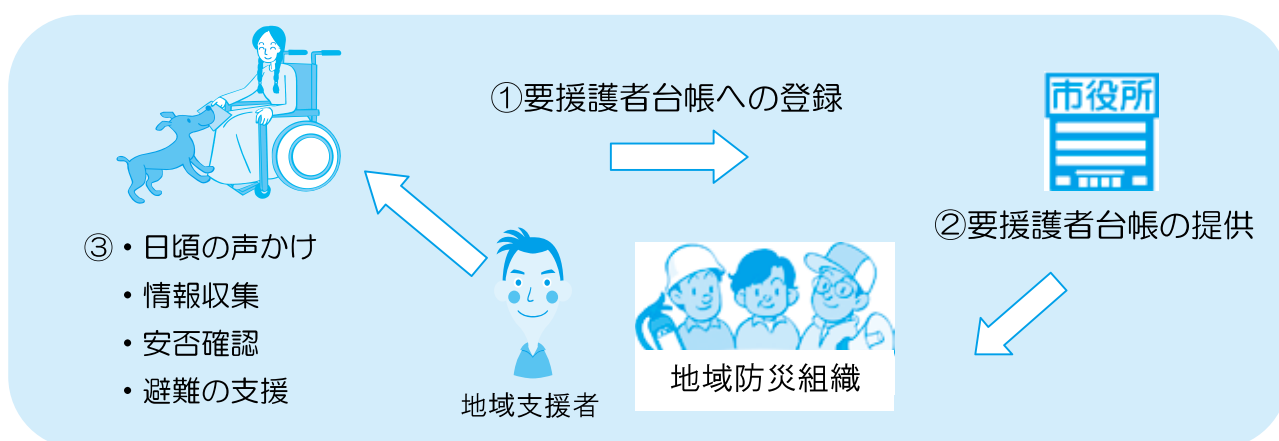 ①要援護者台帳への登録
市役所
②要援護者台帳の提供
③・日頃の声かけ
・情報収集
・安否確認
・避難の支援
地域支援者
地域防災組織